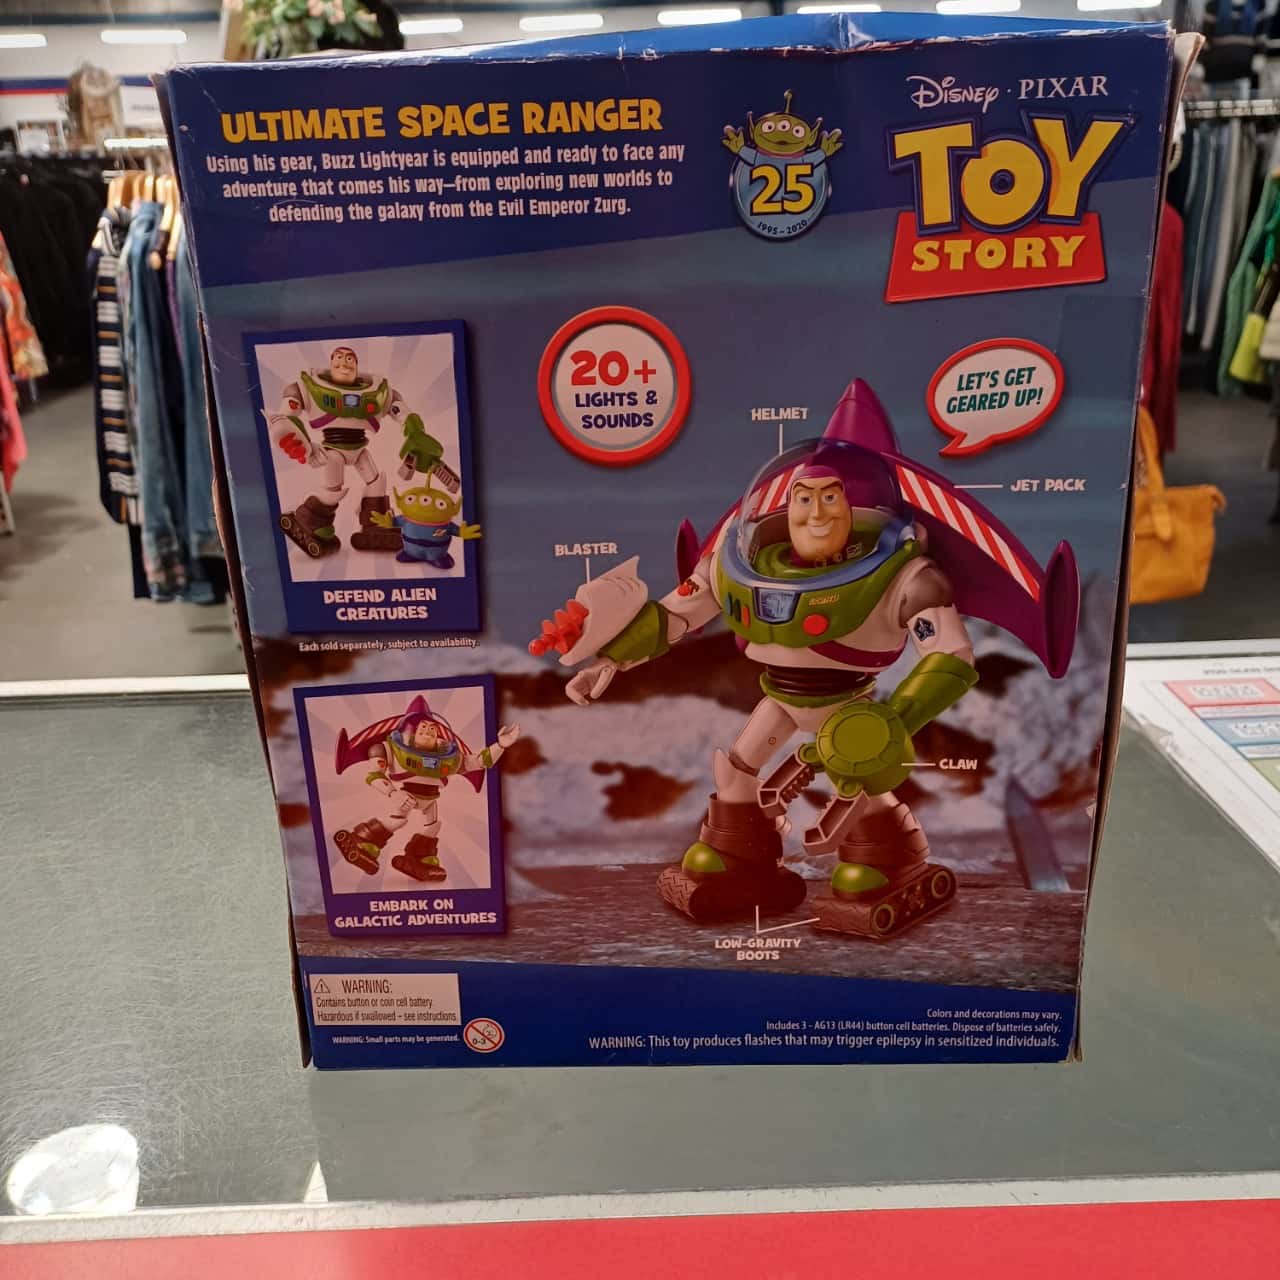 ULTIMATE SPACE RANGER
Using his gear, Buzz Lightyear is equipped and ready to face any
adventure that comes his way—from exploring new worlds to
defending the galaxy from the Evil Emperor Zurg.
25
1995-2020
Disney · PIXAR
TOY
STORY
20+
LIGHTS &
SOUNDS
LET'S GET
GEARED UP!
HELMET
JET PACK
BLASTER
DEFEND ALIEN
CREATURES
Each sold separately, subject to availability.
CLAW
EMBARK ON
GALACTIC ADVENTURES
LOW-GRAVITY
BOOTS
WARNING:
Contains button or coin cell battery.
Hazardous if swallowed - see instructions.
WARNING: Small parts may be generated.
0-3
Colors and decorations may vary.
Includes 3 - AG13 (LR44) button cell batteries. Dispose of batteries safely.
WARNING: This toy produces flashes that may trigger epilepsy in sensitized individuals.